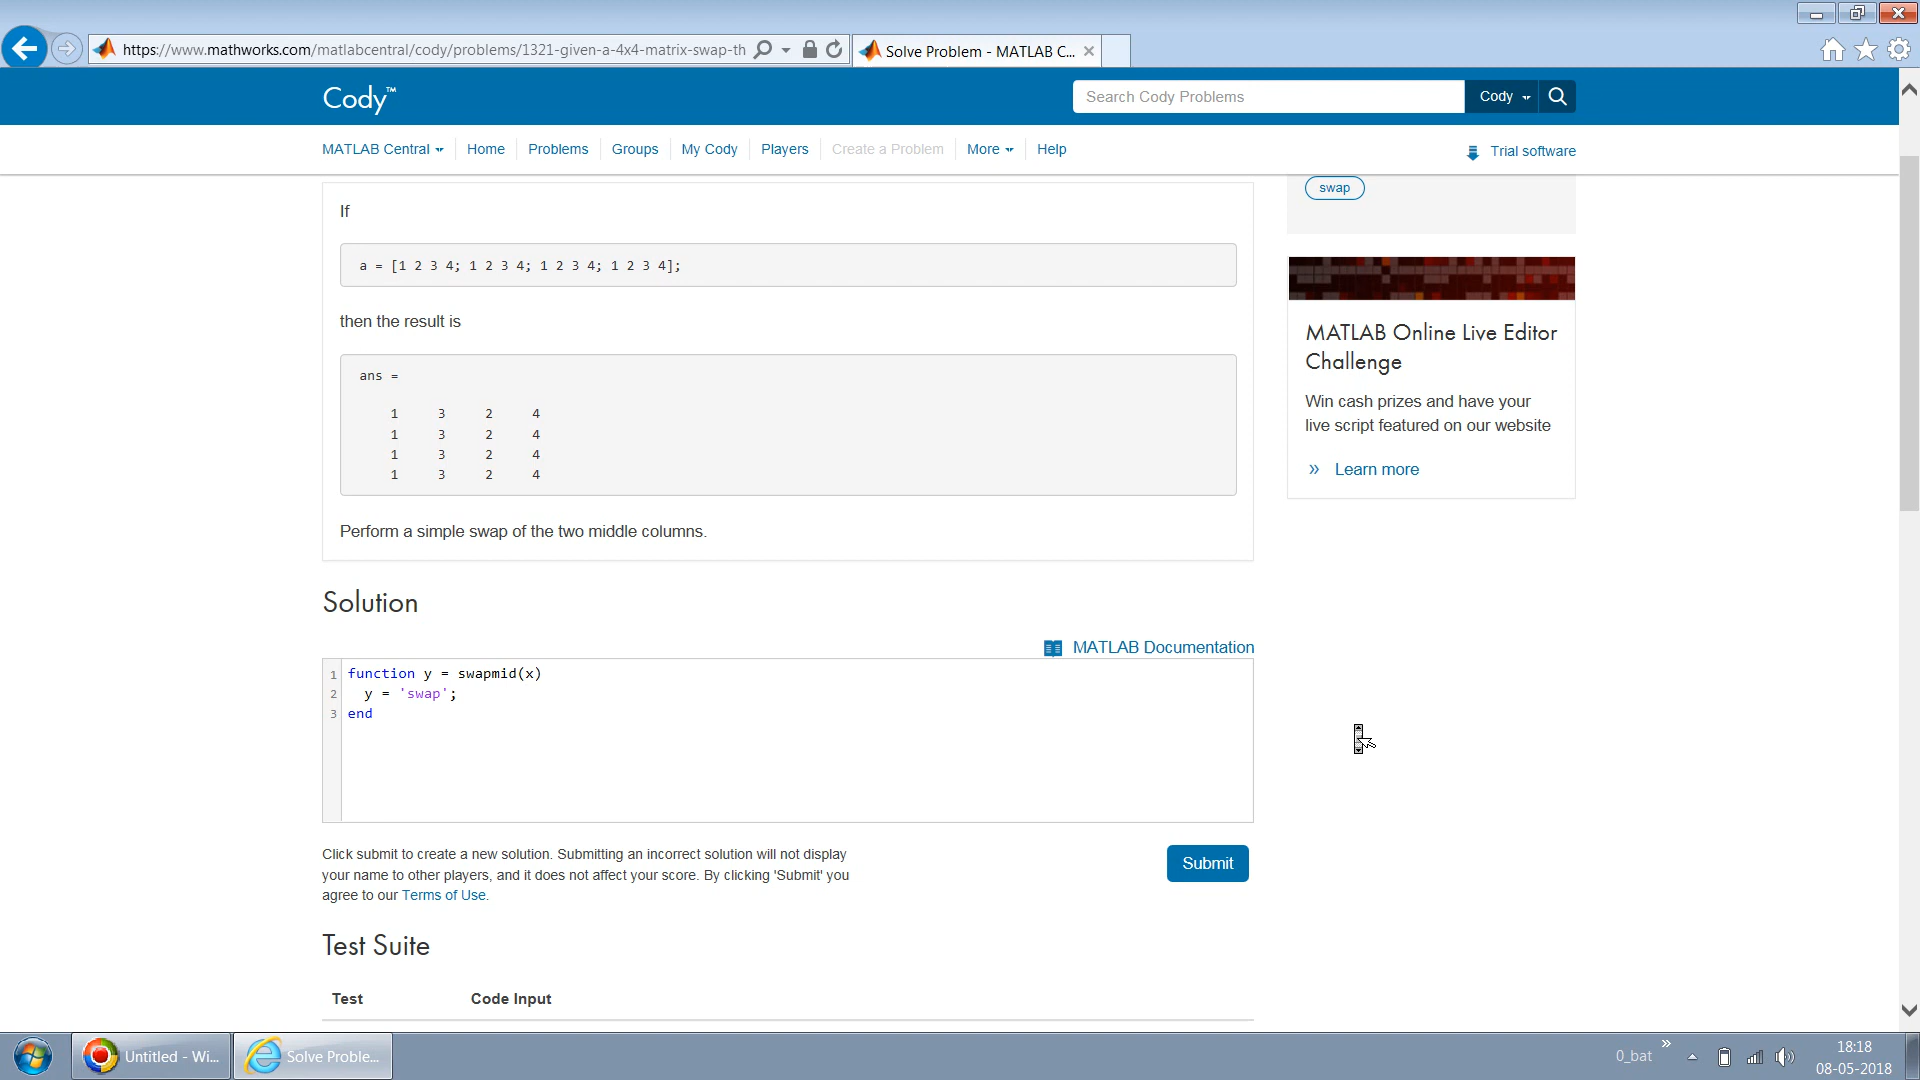 https://www.mathworks.com/matlabcentral/cody/problems/1321-given-a-4x4-matrix-swap-th
Solve Problem - MATLAB C...
Cody™
Search Cody Problems
Cody
MATLAB Central
Home
Problems
Groups
My Cody
Players
Create a Problem
More
Help
Trial software
swap
If
a = [1 2 3 4; 1 2 3 4; 1 2 3 4; 1 2 3 4];
then the result is
ans =
1 3 2 4
1 3 2 4
1 3 2 4
1 3 2 4
Perform a simple swap of the two middle columns.
MATLAB Online Live Editor
Challenge
Win cash prizes and have your
live script featured on our website
» Learn more
Solution
MATLAB Documentation
1 function y = swapmid(x)
2 y = 'swap';
3 end
Click submit to create a new solution. Submitting an incorrect solution will not display
your name to other players, and it does not affect your score. By clicking 'Submit' you
agree to our Terms of Use.
Submit
Test Suite
Test Code Input
Untitled - Wi...
Solve Proble...
0_bat
»
18:18
08-05-2018